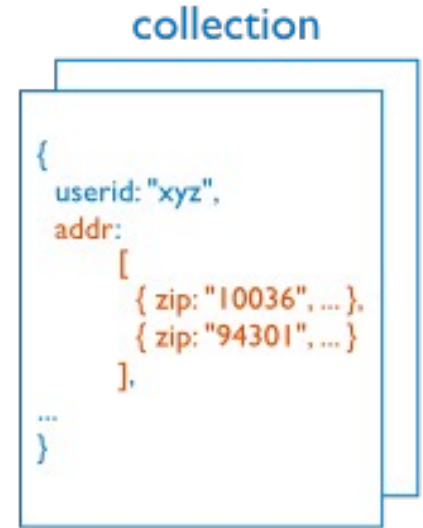 collection
{
userid: "xyz",
addr:
[
{ zip: "10036", ... },
{ zip: "94301", ... }
],
...
}